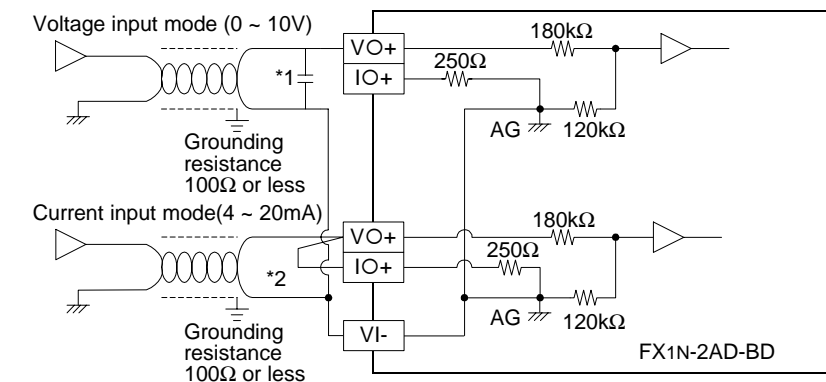 Voltage input mode (0 ~ 10V)
*1
VO+
IO+
250Ω
180kΩ
AG
120kΩ
Grounding
resistance
100Ω or less
Current input mode(4 ~ 20mA)
*2
VO+
IO+
250Ω
180kΩ
AG
120kΩ
VI-
Grounding
resistance
100Ω or less
FX1N-2AD-BD